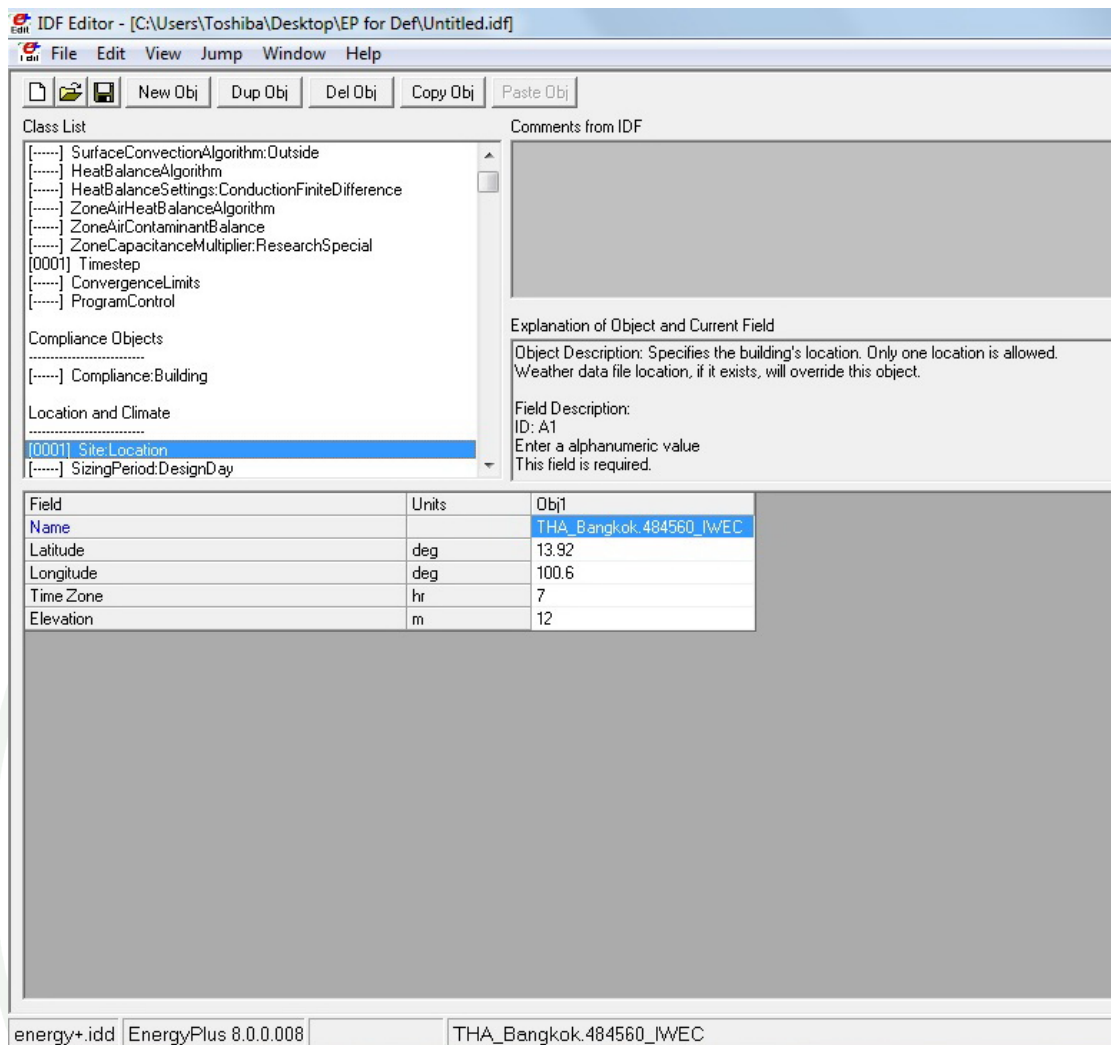 IDF Editor - [C:\Users\Toshiba\Desktop\EP for Def\Untitled.idf]
File Edit View Jump Window Help
New Obj Dup Obj Del Obj Copy Obj Paste Obj
Class List
[------] SurfaceConvectionAlgorithm:Outside
[------] HeatBalanceAlgorithm
[------] HeatBalanceSettings:ConductionFiniteDifference
[------] ZoneAirHeatBalanceAlgorithm
[------] ZoneAirContaminantBalance
[------] ZoneCapacitanceMultiplier:ResearchSpecial
[0001] Timestep
[------] ConvergenceLimits
[------] ProgramControl
Compliance Objects
---------------------------
[------] Compliance:Building
Location and Climate
---------------------------
[0001] Site:Location
[------] SizingPeriod:DesignDay
Comments from IDF
Explanation of Object and Current Field
Object Description: Specifies the building's location. Only one location is allowed.
Weather data file location, if it exists, will override this object.
Field Description:
ID: A1
Enter a alphanumeric value
This field is required.
Field Units Obj1
Name THA_Bangkok.484560_IWEC
Latitude deg 13.92
Longitude deg 100.6
Time Zone hr 7
Elevation m 12
energy+.idd EnergyPlus 8.0.0.008 THA_Bangkok.484560_IWEC